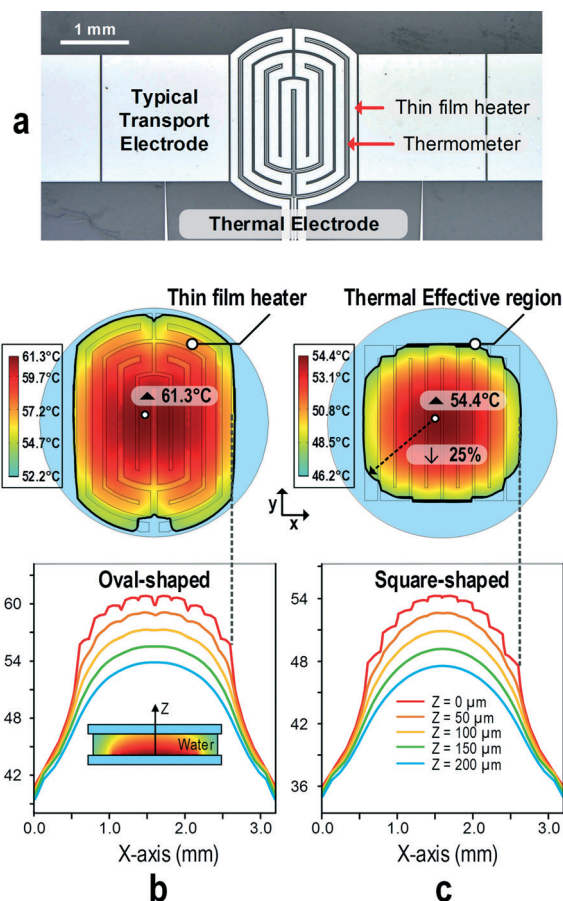 1 mm
a
Typical
Transport
Electrode
Thin film heater
Thermometer
Thermal Electrode
Thin film heater
Thermal Effective region
61.3°C
59.7°C
57.2°C
54.7°C
52.2°C
▲ 61.3°C
54.4°C
53.1°C
50.8°C
48.5°C
46.2°C
▲ 54.4°C
↓ 25%
y
x
Oval-shaped
60
54
48
42
Z
Water
0.0 1.0 2.0 3.0
X-axis (mm)
b
Square-shaped
54
48
42
36
Z = 0 µm
Z = 50 µm
Z = 100 µm
Z = 150 µm
Z = 200 µm
0.0 1.0 2.0 3.0
X-axis (mm)
c